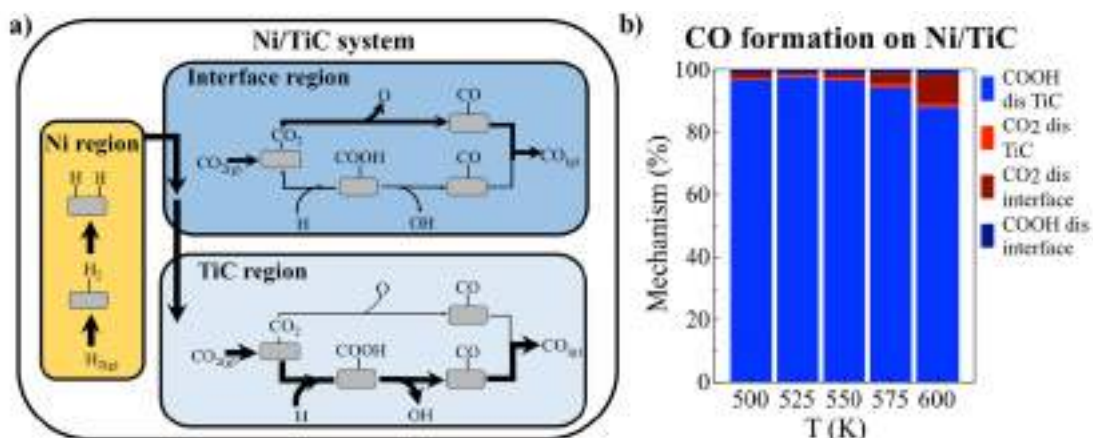 a)
Ni/TiC system
Interface region
O
CO
CO₂
CO₂₍g₎
COOH
CO
CO₍g₎
H
OH
Ni region
H H
H₂
H₂₍g₎
TiC region
O
CO
CO₂
CO₂₍g₎
COOH
CO
CO₍g₎
H
OH
b)
CO formation on Ni/TiC
Mechanism (%)
100
80
60
40
20
0
500 525 550 575 600
T (K)
COOH
dis TiC
CO2 dis
TiC
CO₂ dis
interface
COOH dis
interface